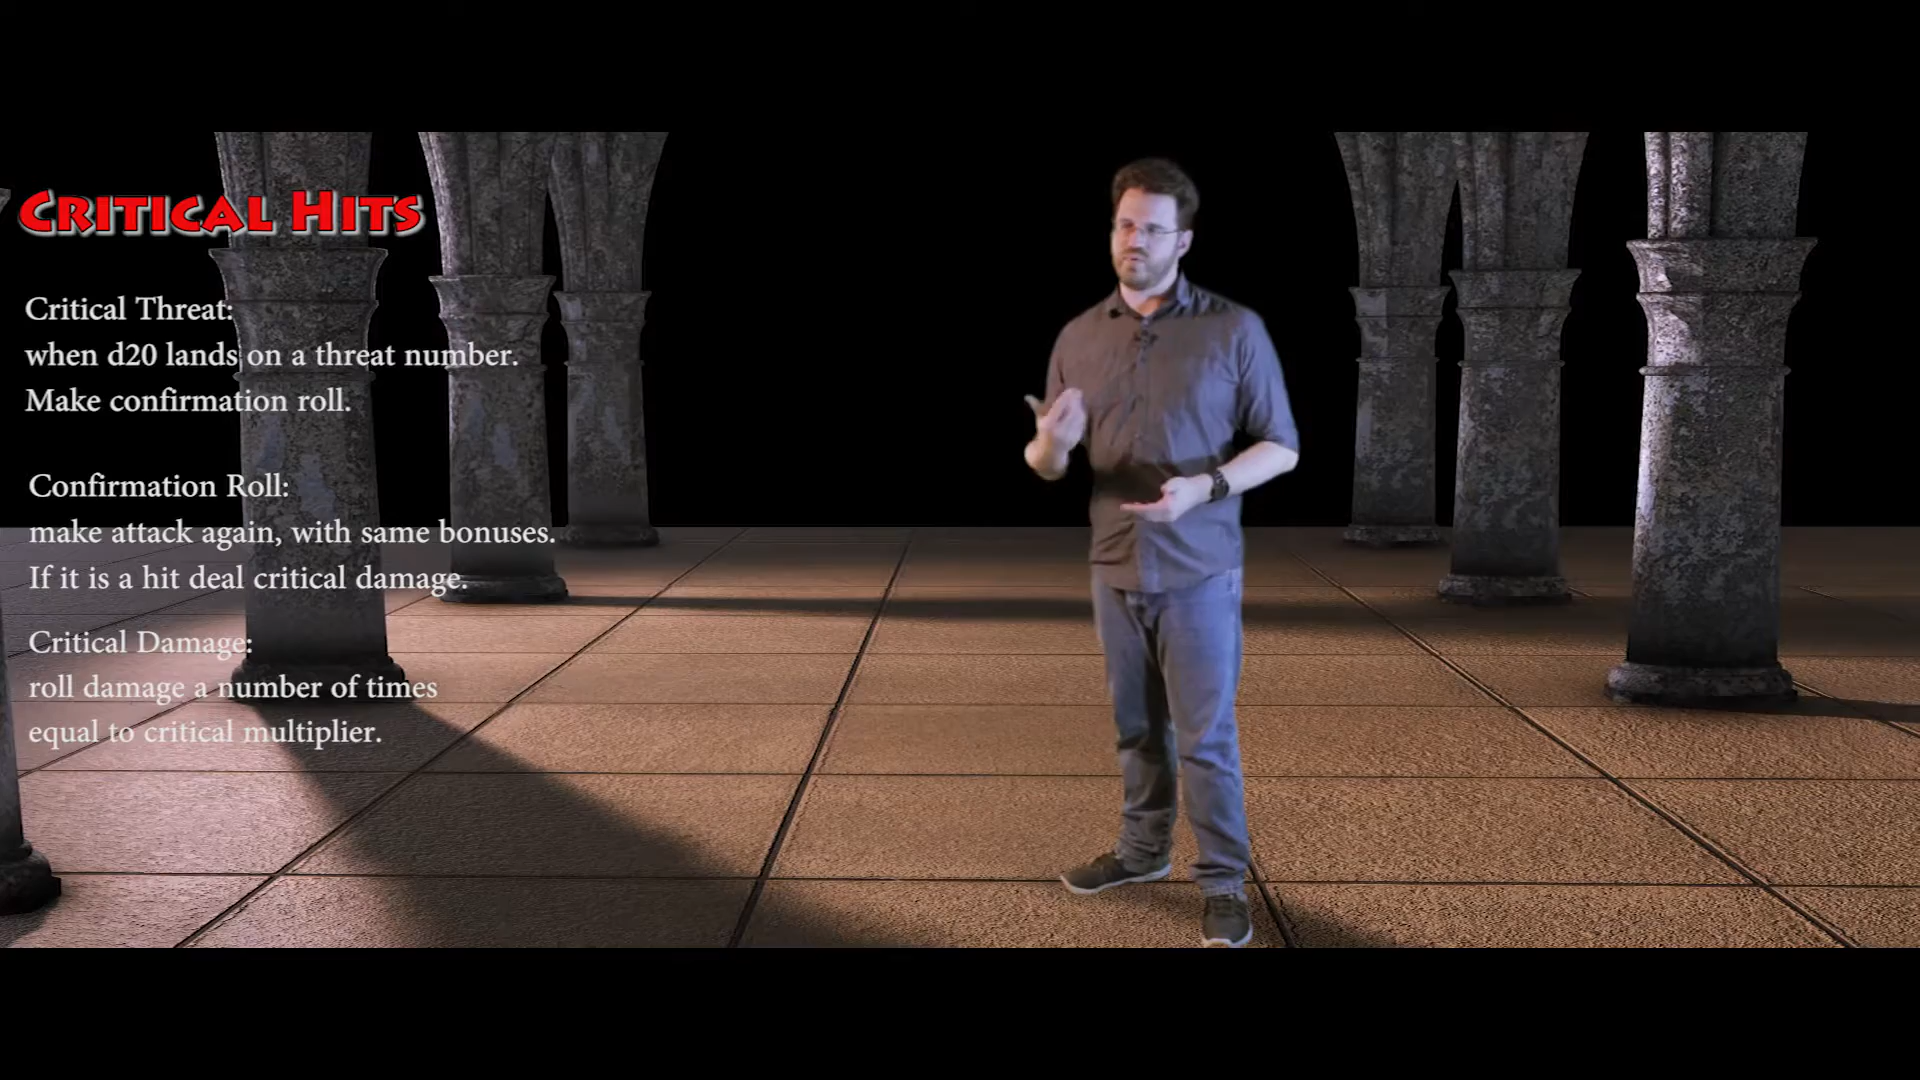 Critical Hits
Critical Threat:
when d20 lands on a threat number.
Make confirmation roll.
Confirmation Roll:
make attack again, with same bonuses.
If it is a hit deal critical damage.
Critical Damage:
roll damage a number of times
equal to critical multiplier.